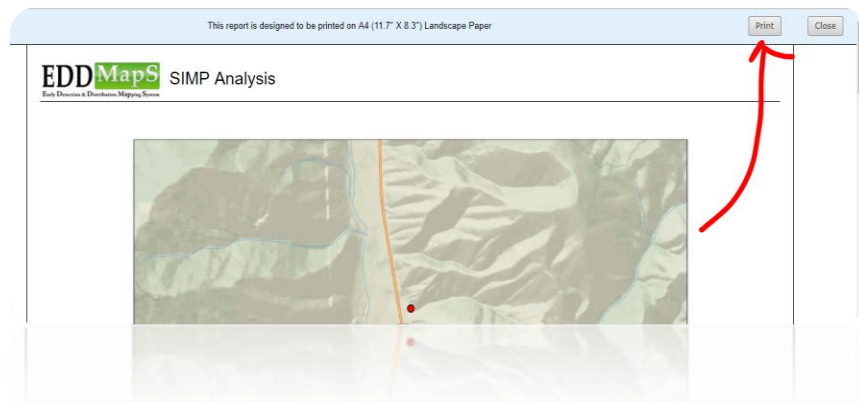 This report is designed to be printed on A4 (11.7" X 8.3") Landscape Paper
Print
Close
EDDMapS
Early Detection & Distribution Mapping System
SIMP Analysis